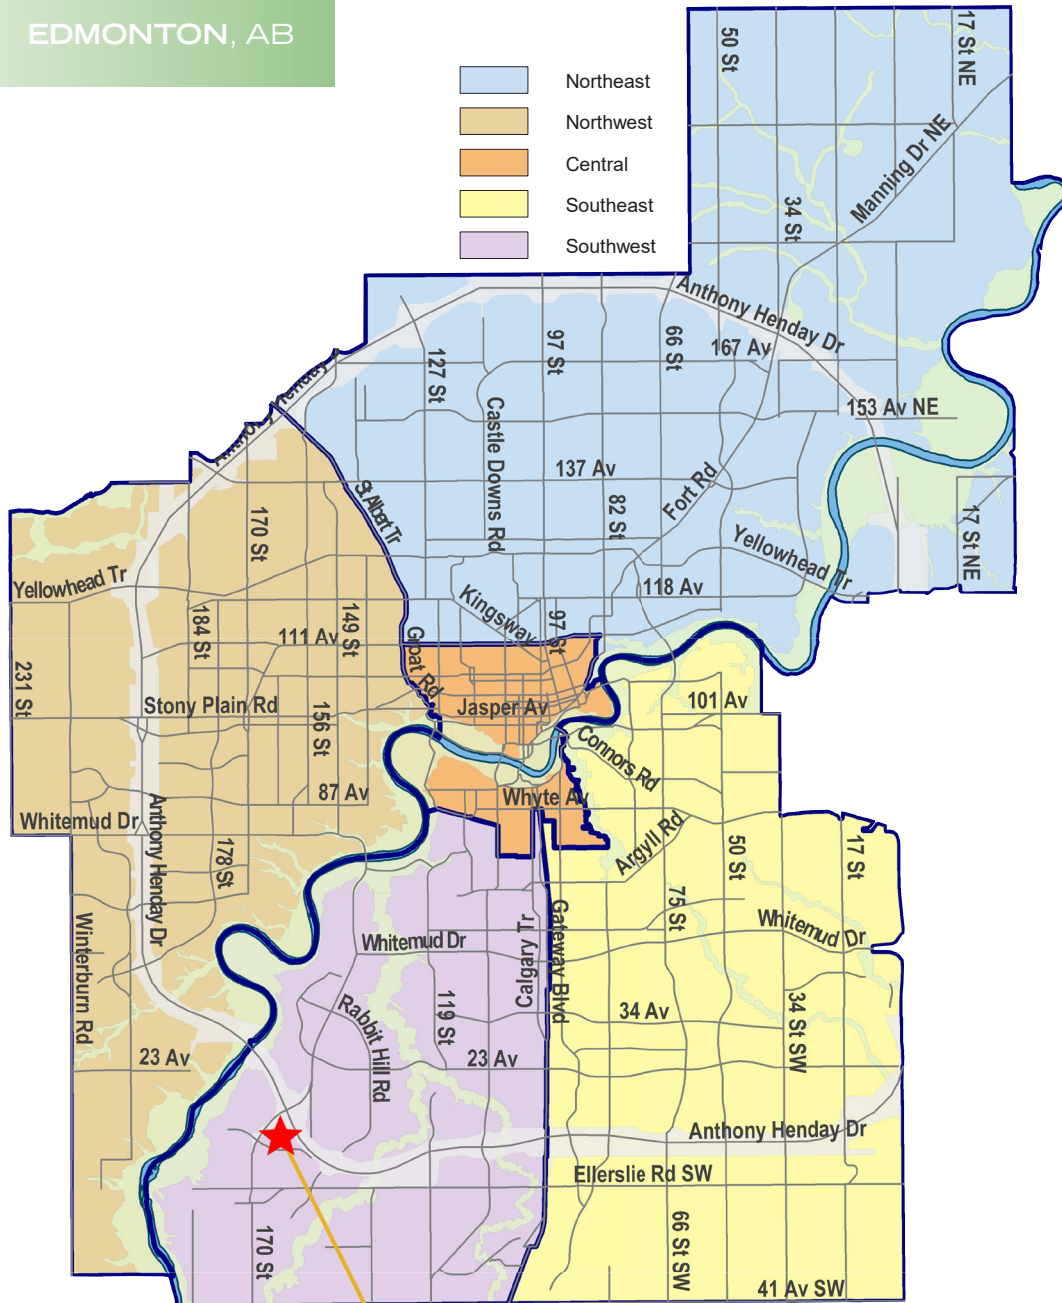 EDMONTON, AB
Northeast
Northwest
Central
Southeast
Southwest
17 St NE
50 St
Manning Dr NE
34 St
Anthony Henday Dr
97 St
66 St
167 Av
127 St
Anthony Henday
Castle Downs Rd
153 Av NE
137 Av
Fort Rd
St Albert Tr
82 St
170 St
17 St NE
Yellowhead Tr
Yellowhead Tr
118 Av
Kingsway
184 St
149 St
97 St
111 Av
Groat Rd
231 St
Stony Plain Rd
Jasper Av
101 Av
156 St
Connors Rd
87 Av
Whyte Av
Whitemud Dr
Anthony Henday Dr
Argyll Rd
178 St
50 St
17 St
75 St
Winterburn Rd
Whitemud Dr
Calgary Tr
Gateway Blvd
Whitemud Dr
Rabbit Hill Rd
119 St
34 Av
34 St SW
23 Av
23 Av
Anthony Henday Dr
Ellerslie Rd SW
170 St
66 St SW
41 Av SW